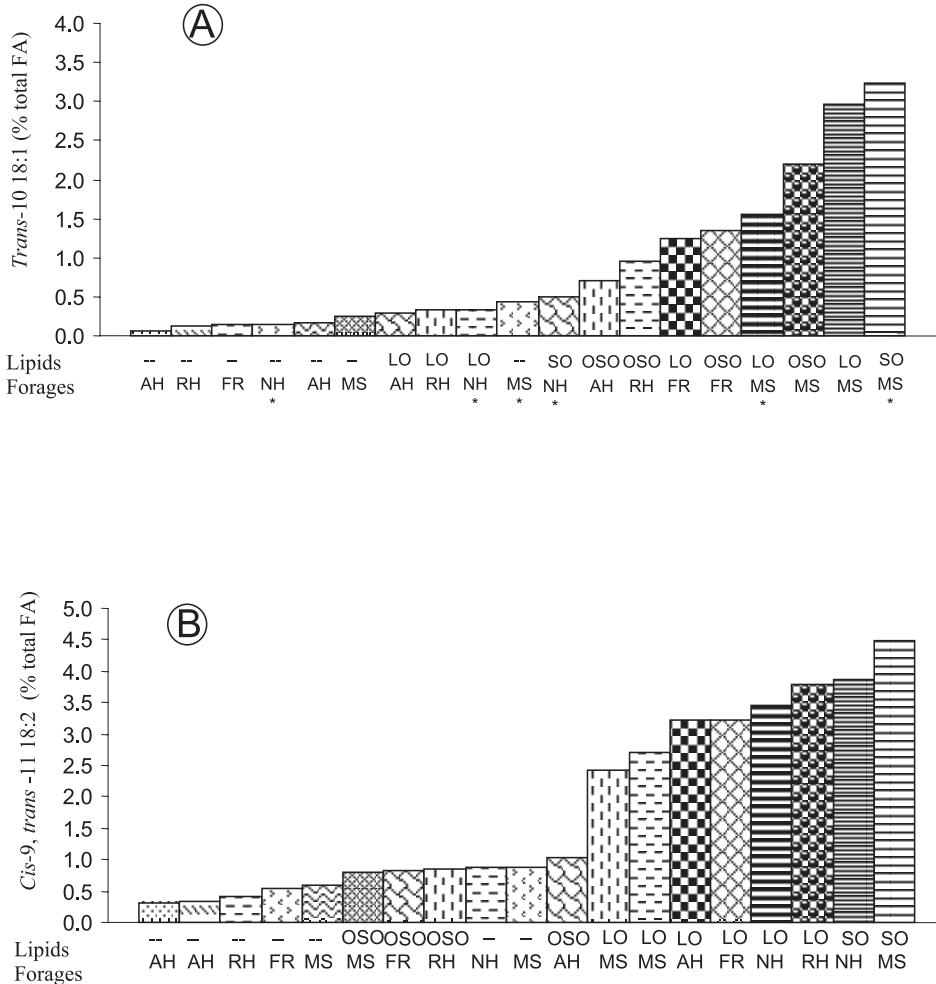 A
4.0
3.5
3.0
2.5
2.0
1.5
1.0
0.5
0.0
Trans-10 18:1 (% total FA)
Lipids -- -- – -- -- – LO LO LO -- SO OSO OSO LO OSO LO OSO LO SO
Forages AH RH FR NH AH MS AH RH NH MS NH AH RH FR FR MS MS MS MS
* * * * * *
B
5.0
4.5
4.0
3.5
3.0
2.5
2.0
1.5
1.0
0.5
0.0
Cis-9, trans -11 18:2 (% total FA)
Lipids -- – -- – -- OSO OSO OSO – – OSO LO LO LO LO LO LO SO SO
Forages AH AH RH FR MS MS FR RH NH MS AH MS MS AH FR NH RH NH MS